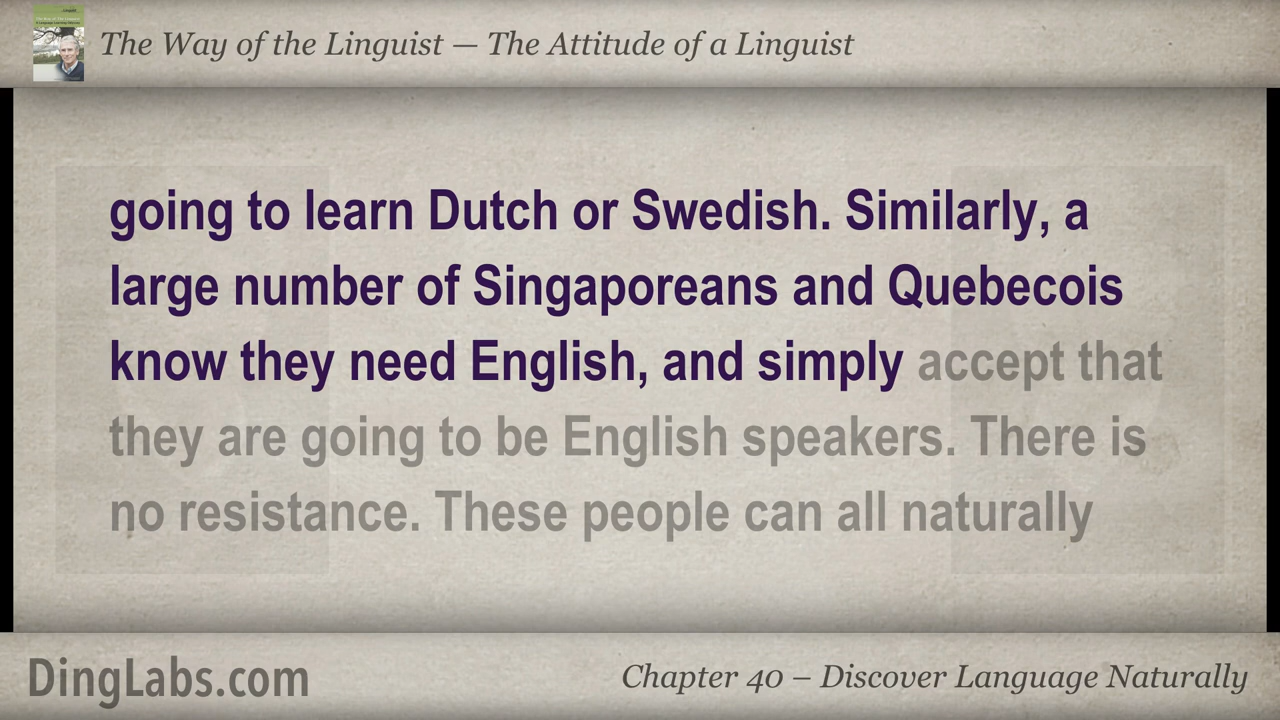 The Way of the Linguist — The Attitude of a Linguist
going to learn Dutch or Swedish. Similarly, a
large number of Singaporeans and Quebecois
know they need English, and simply accept that
they are going to be English speakers. There is
no resistance. These people can all naturally
DingLabs.com
Chapter 40 – Discover Language Naturally